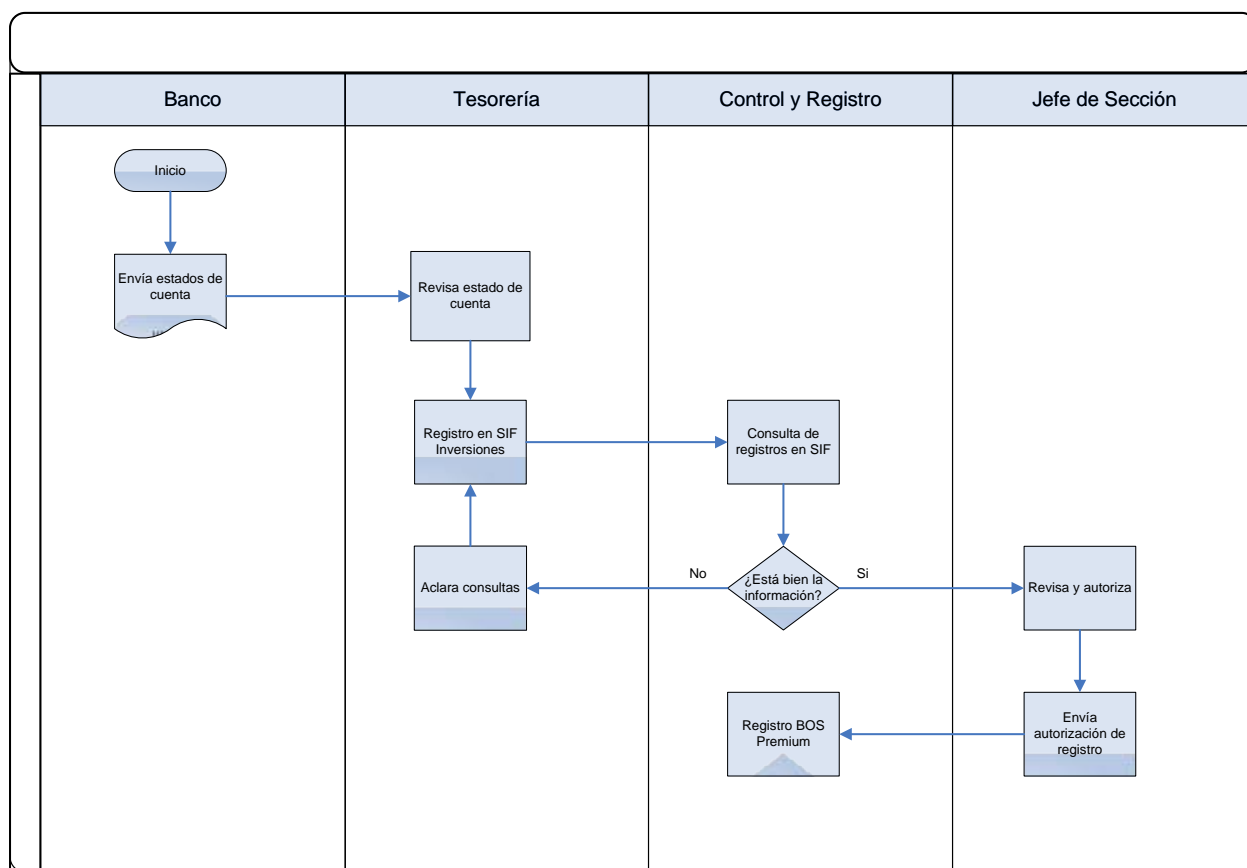 Banco
Tesorería
Control y Registro
Jefe de Sección
Inicio
Envía estados de
cuenta
Revisa estado de
cuenta
Registro en SIF
Inversiones
Consulta de
registros en SIF
Aclara consultas
No
¿Está bien la
información?
Si
Revisa y autoriza
Registro BOS
Premium
Envía
autorización de
registro